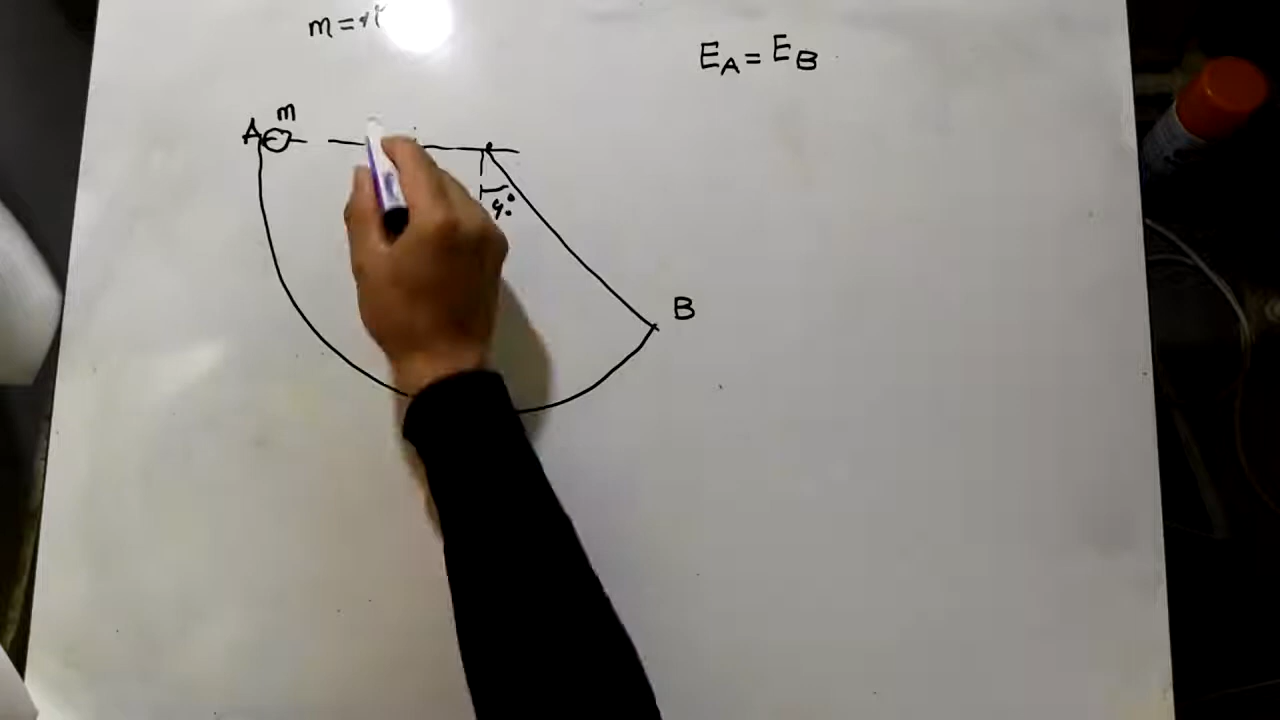 m =
E_A = E_B
m
A
B